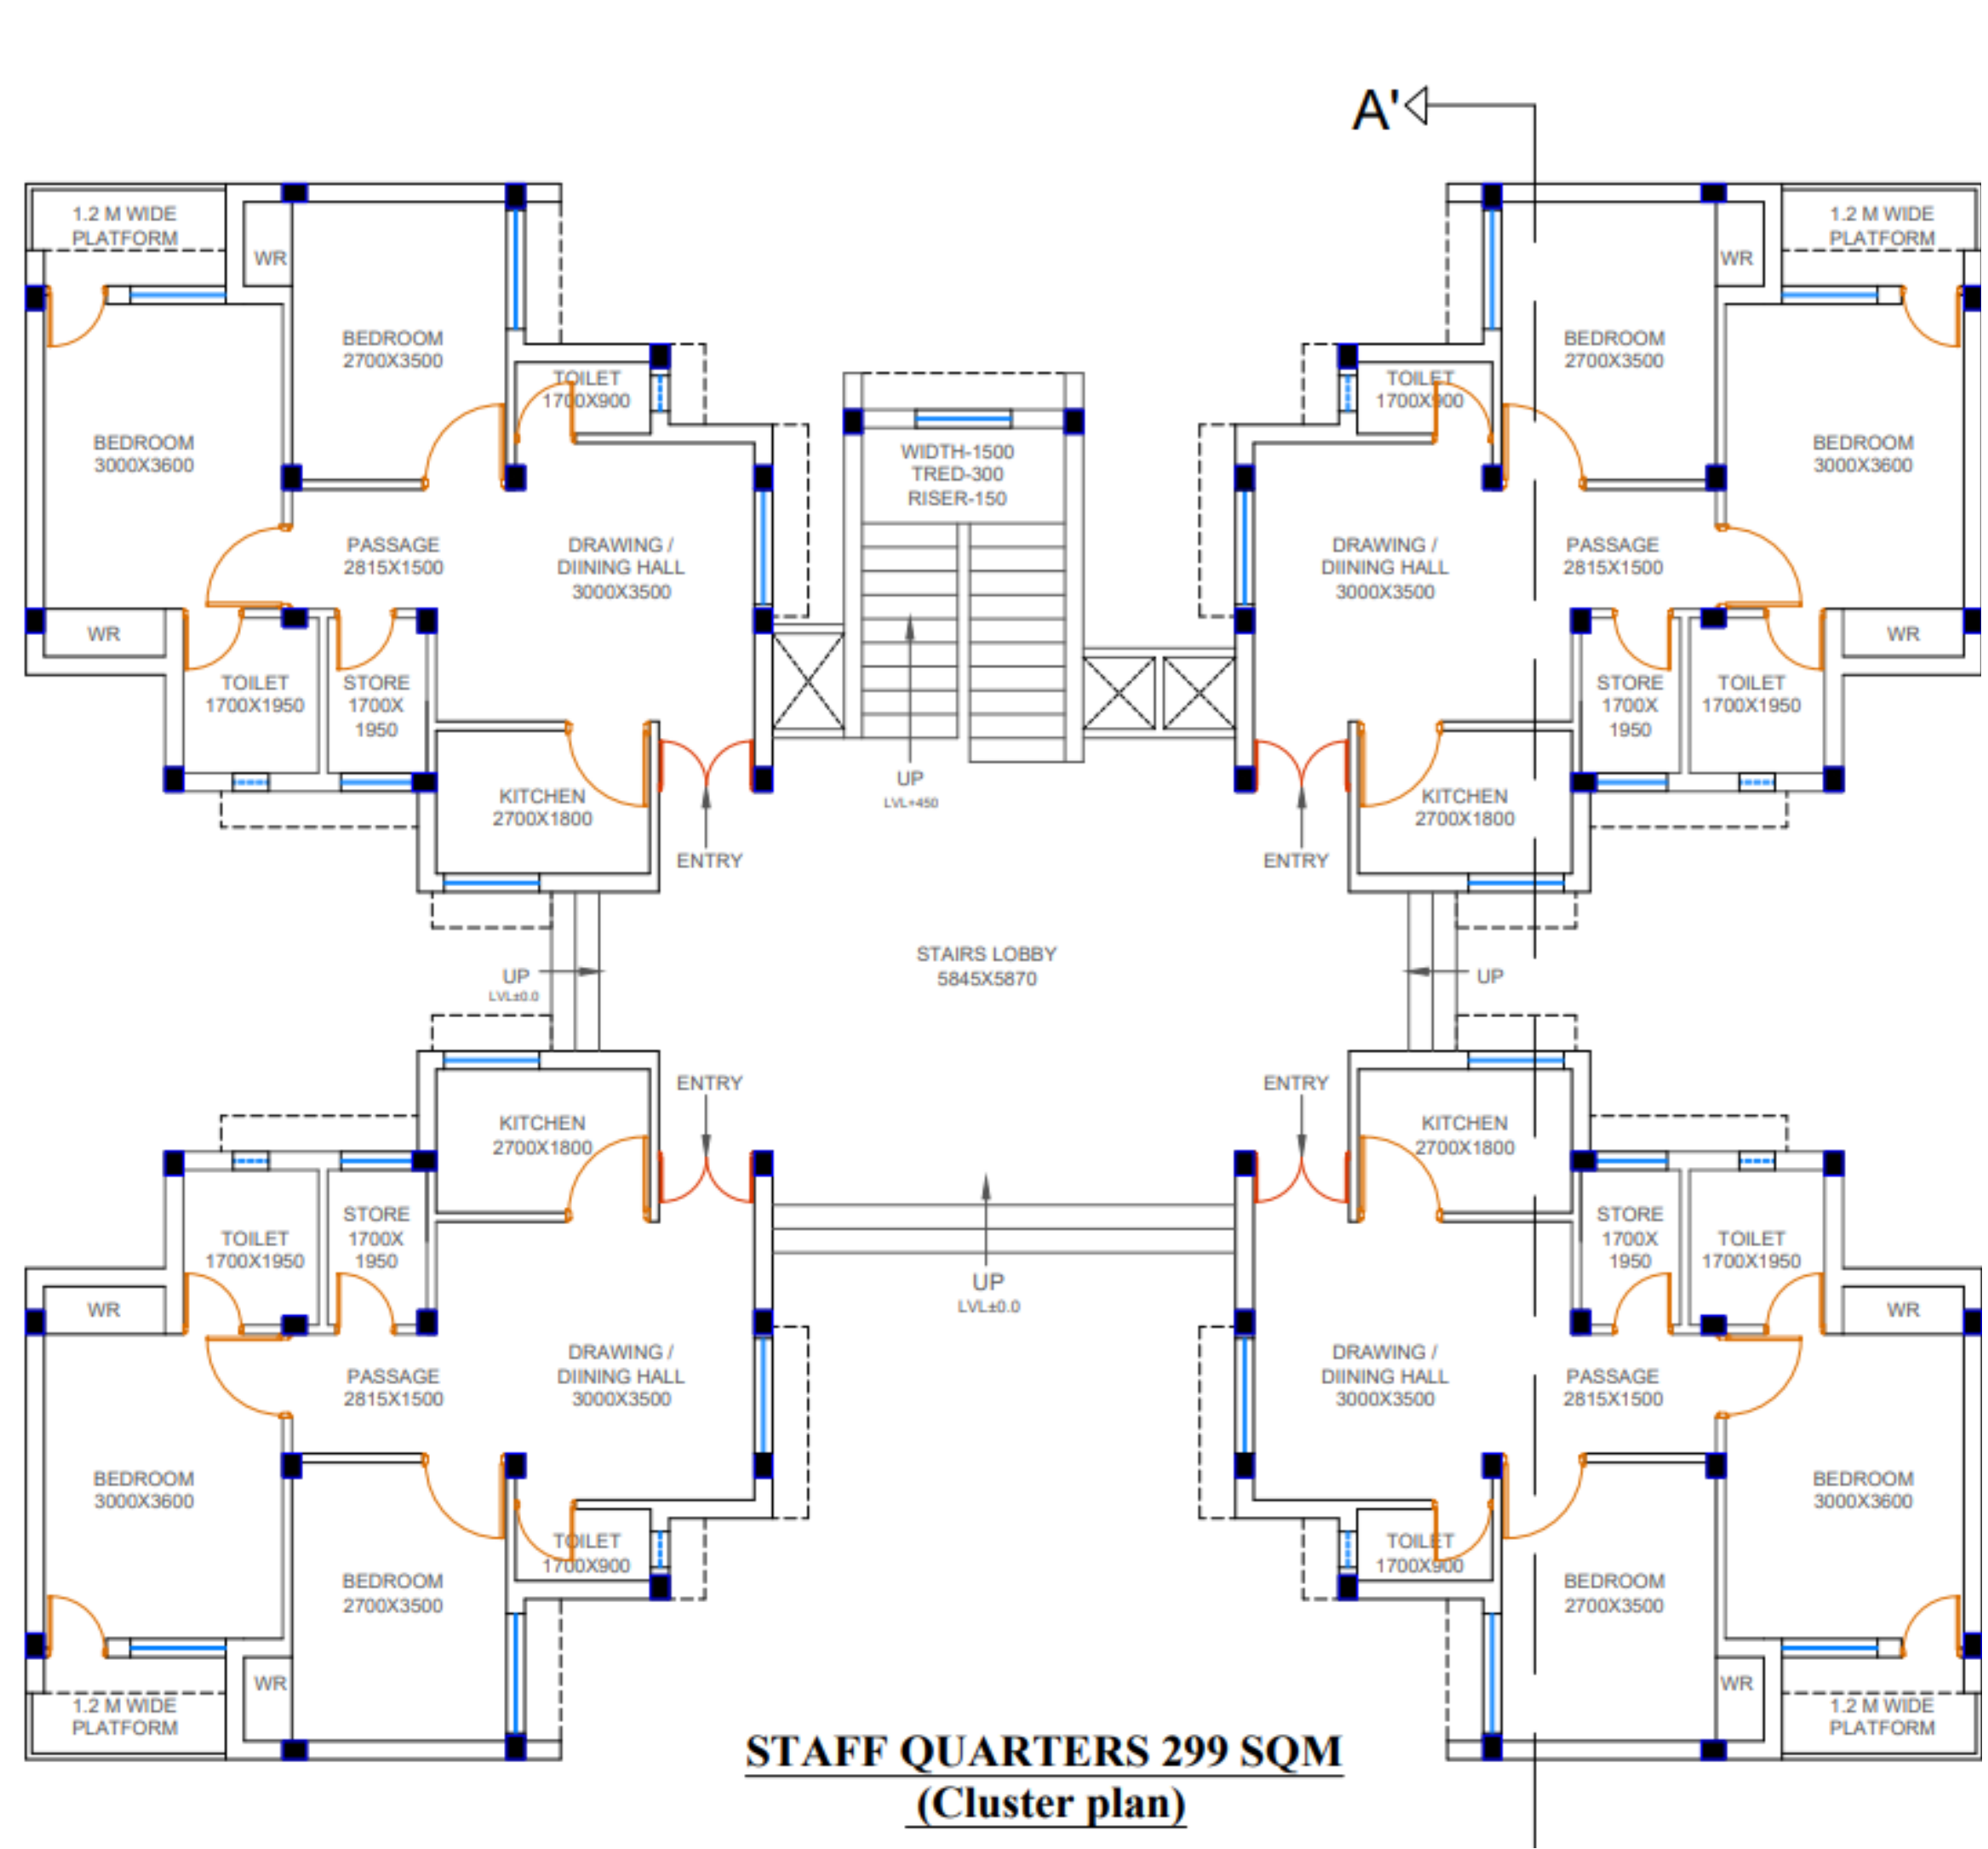 A'
1.2 M WIDE
PLATFORM
WR
BEDROOM
2700X3500
TOILET
1700X900
BEDROOM
3000X3600
PASSAGE
2815X1500
DRAWING /
DIINING HALL
3000X3500
WR
TOILET
1700X1950
STORE
1700X
1950
KITCHEN
2700X1800
ENTRY
WIDTH-1500
TRED-300
RISER-150
UP
LVL+450
1.2 M WIDE
PLATFORM
WR
BEDROOM
2700X3500
TOILET
1700X900
BEDROOM
3000X3600
DRAWING /
DIINING HALL
3000X3500
PASSAGE
2815X1500
WR
STORE
1700X
1950
TOILET
1700X1950
KITCHEN
2700X1800
ENTRY
STAIRS LOBBY
5845X5870
UP
LVL±0.0
UP
ENTRY
KITCHEN
2700X1800
TOILET
1700X1950
STORE
1700X
1950
WR
PASSAGE
2815X1500
DRAWING /
DIINING HALL
3000X3500
BEDROOM
3000X3600
TOILET
1700X900
BEDROOM
2700X3500
WR
1.2 M WIDE
PLATFORM
UP
LVL±0.0
ENTRY
KITCHEN
2700X1800
STORE
1700X
1950
TOILET
1700X1950
WR
DRAWING /
DIINING HALL
3000X3500
PASSAGE
2815X1500
BEDROOM
3000X3600
TOILET
1700X900
BEDROOM
2700X3500
WR
1.2 M WIDE
PLATFORM
STAFF QUARTERS 299 SQM
(Cluster plan)